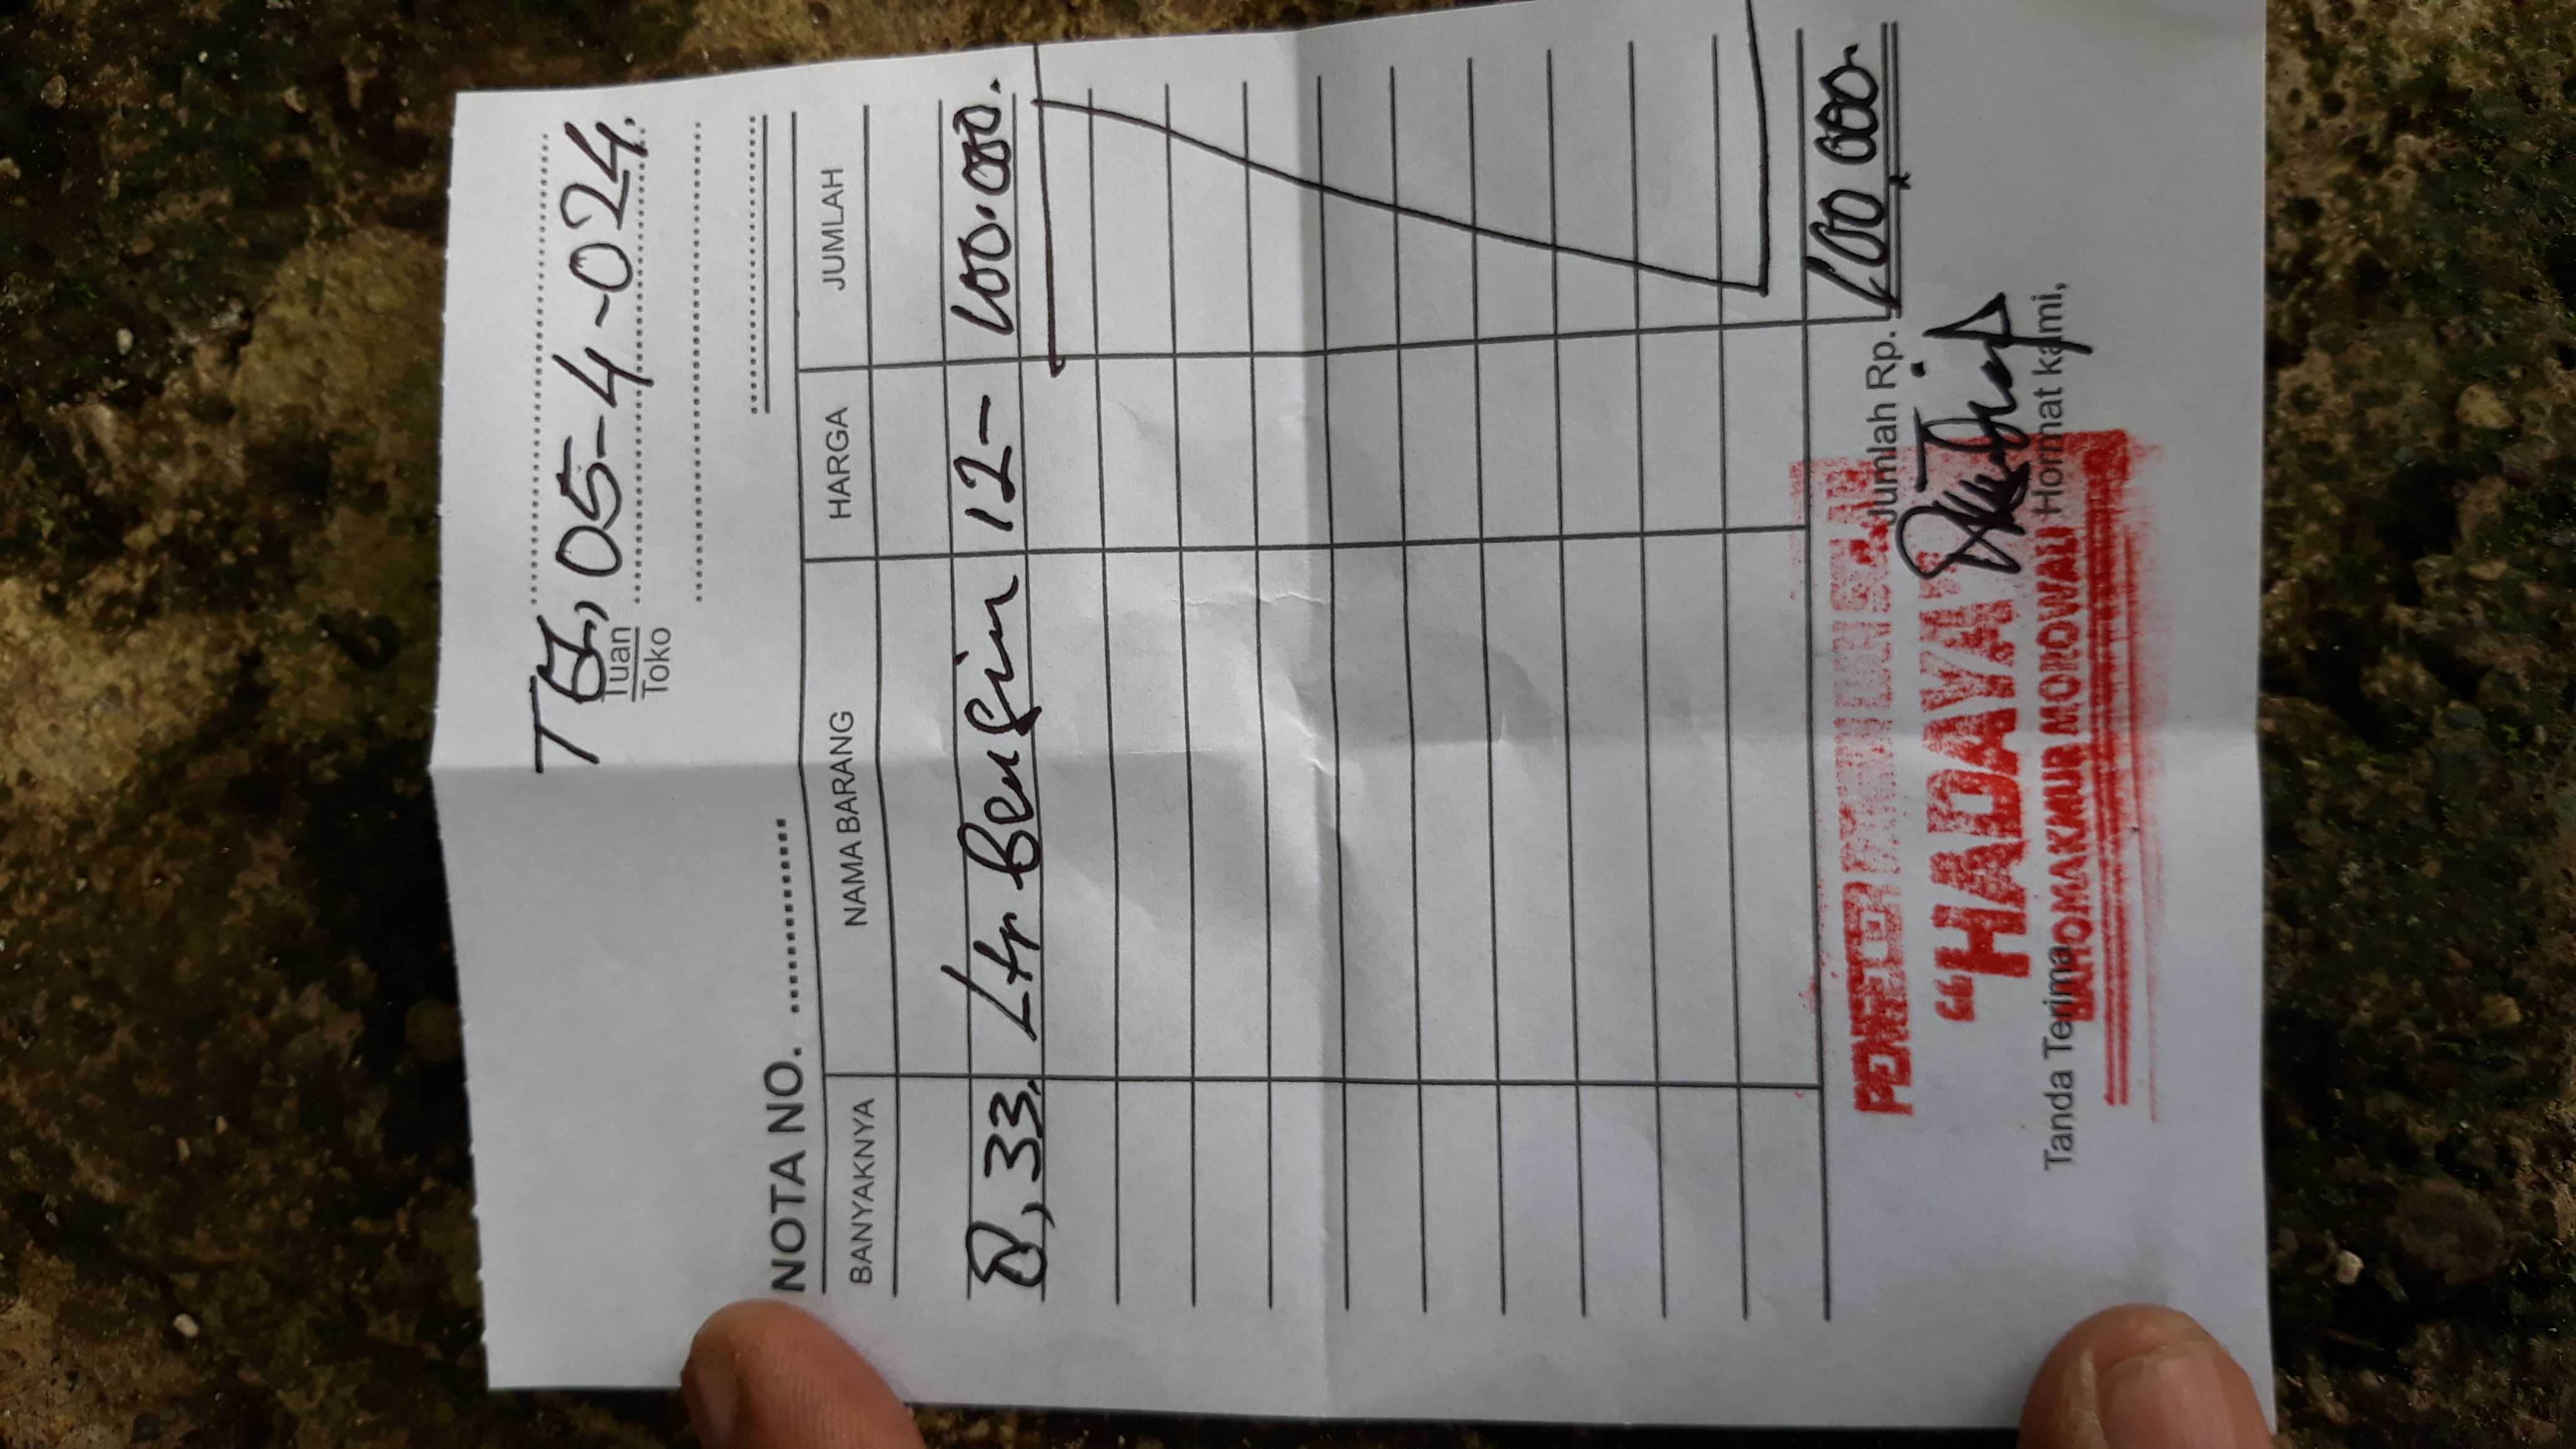 TGL, 05-4-024.
Tuan
Toko
NOTA NO. ............
BANYAKNYA NAMA BARANG HARGA JUMLAH
8,33. Ltr Bensin 12- 100.000.
Jumlah Rp. 100.000.
PENGECER
"HADAYA"
Tanda Terima Hormat kami,
MOROWALI